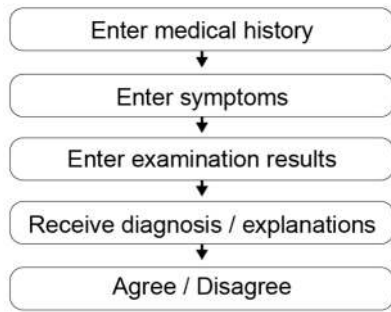 Enter medical history
Enter symptoms
Enter examination results
Receive diagnosis / explanations
Agree / Disagree